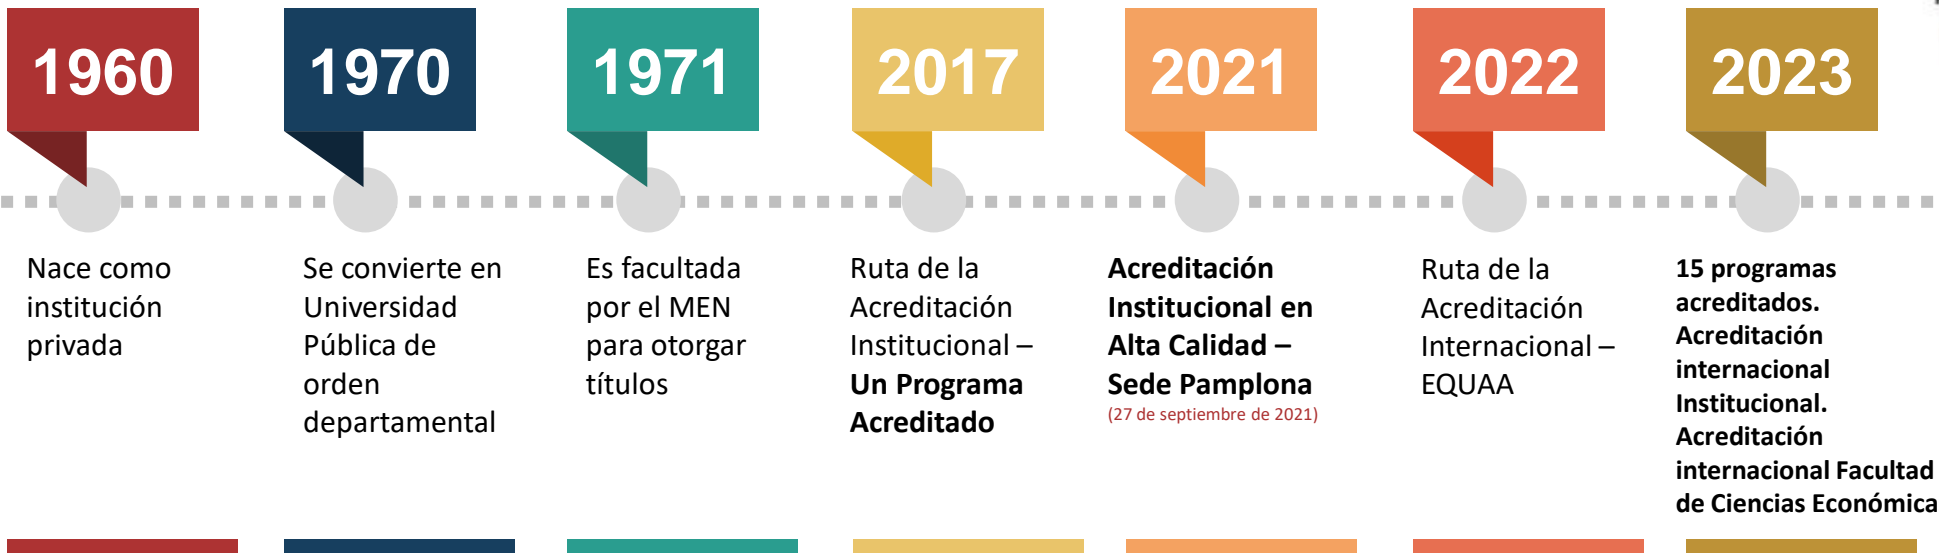 1960
Nace como
institución
privada
1970
Se convierte en
Universidad
Pública de
orden
departamental
1971
Es facultada
por el MEN
para otorgar
títulos
2017
Ruta de la
Acreditación
Institucional –
Un Programa
Acreditado
2021
Acreditación
Institucional en
Alta Calidad –
Sede Pamplona
(27 de septiembre de 2021)
2022
Ruta de la
Acreditación
Internacional –
EQUAA
2023
15 programas
acreditados.
Acreditación
internacional
Institucional.
Acreditación
internacional Facultad
de Ciencias Económica